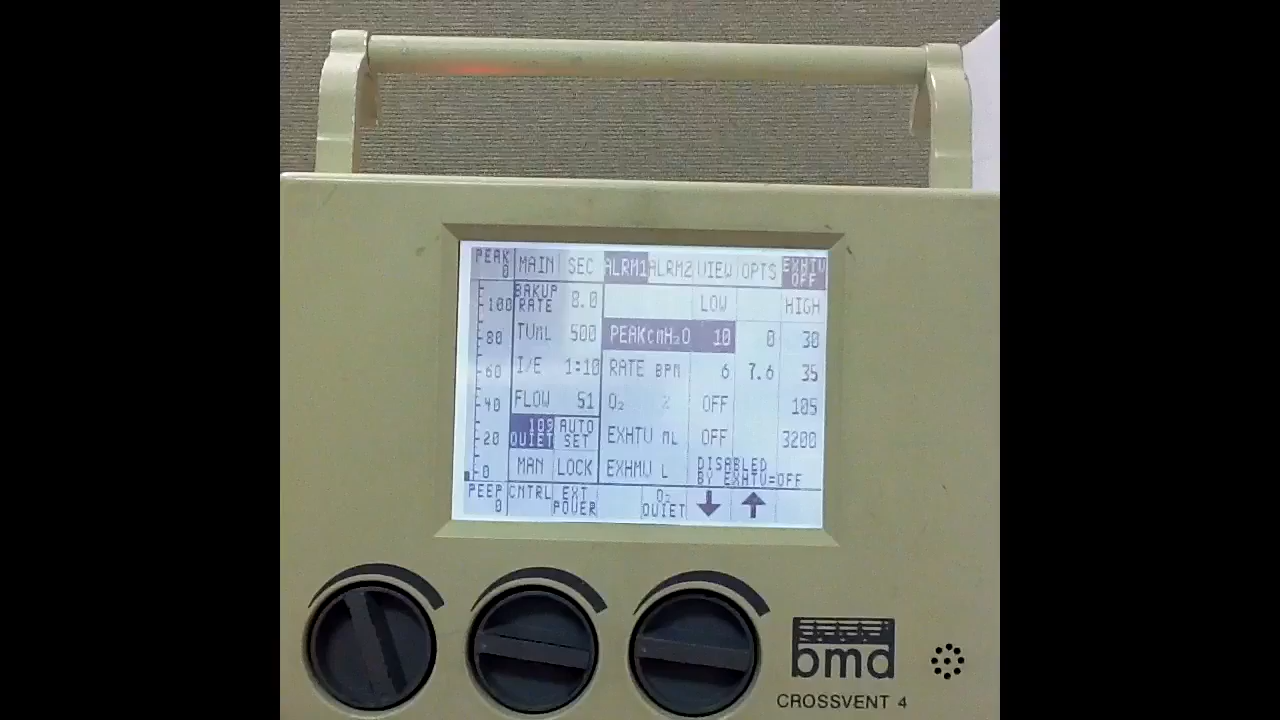 PEAK 0 MAIN SEC ALRM1 ALRM2 VIEW OPTS EXHTV OFF
100 BAKUP RATE 8.0 LOW HIGH
80 TVmL 500 PEAKcmH₂O 10 0 30
60 I/E 1:10 RATE BPM 6 7.6 35
40 FLOW 51 O₂ % OFF 105
20 109 QUIET AUTO SET EXHTV mL OFF 3200
0 MAN LOCK EXHMV L DISABLED BY EXHTV=OFF
PEEP 0 CNTRL EXT POWER O₂ QUIET
bmd
CROSSVENT 4